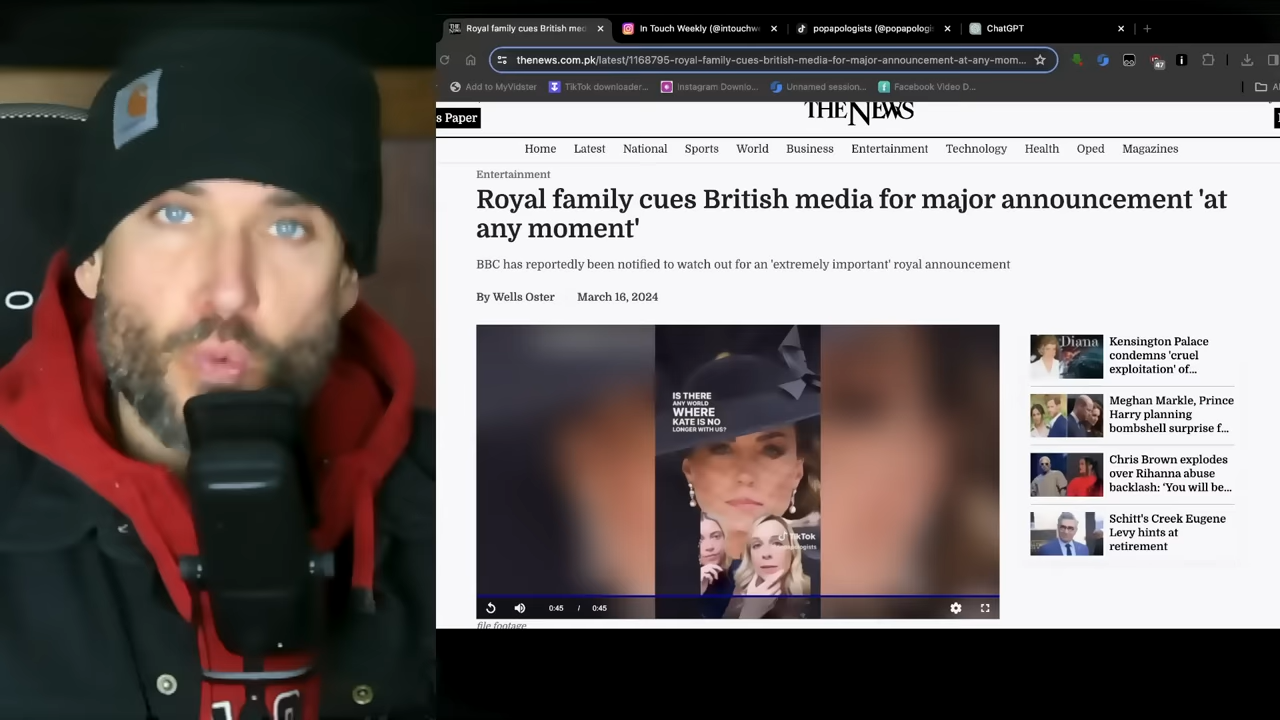 Royal family cues British med
In Touch Weekly (@intouchwe
popapologists (@popapologis
ChatGPT
thenews.com.pk/latest/1168795-royal-family-cues-british-media-for-major-announcement-at-any-mom...
47
Add to MyVidster
TikTok downloader...
Instagram Downlo...
Unnamed session...
Facebook Video D...
s Paper
THE NEWS
Home Latest National Sports World Business Entertainment Technology Health Oped Magazines
Entertainment
Royal family cues British media for major announcement 'at
any moment'
BBC has reportedly been notified to watch out for an 'extremely important' royal announcement
By Wells Oster March 16, 2024
IS THERE
ANY WORLD
WHERE
KATE IS NO
LONGER WITH US?
TikTok
0:45 / 0:45
file footage
Diana
Kensington Palace
condemns 'cruel
exploitation' of...
Meghan Markle, Prince
Harry planning
bombshell surprise f...
Chris Brown explodes
over Rihanna abuse
backlash: 'You will be...
Schitt's Creek Eugene
Levy hints at
retirement